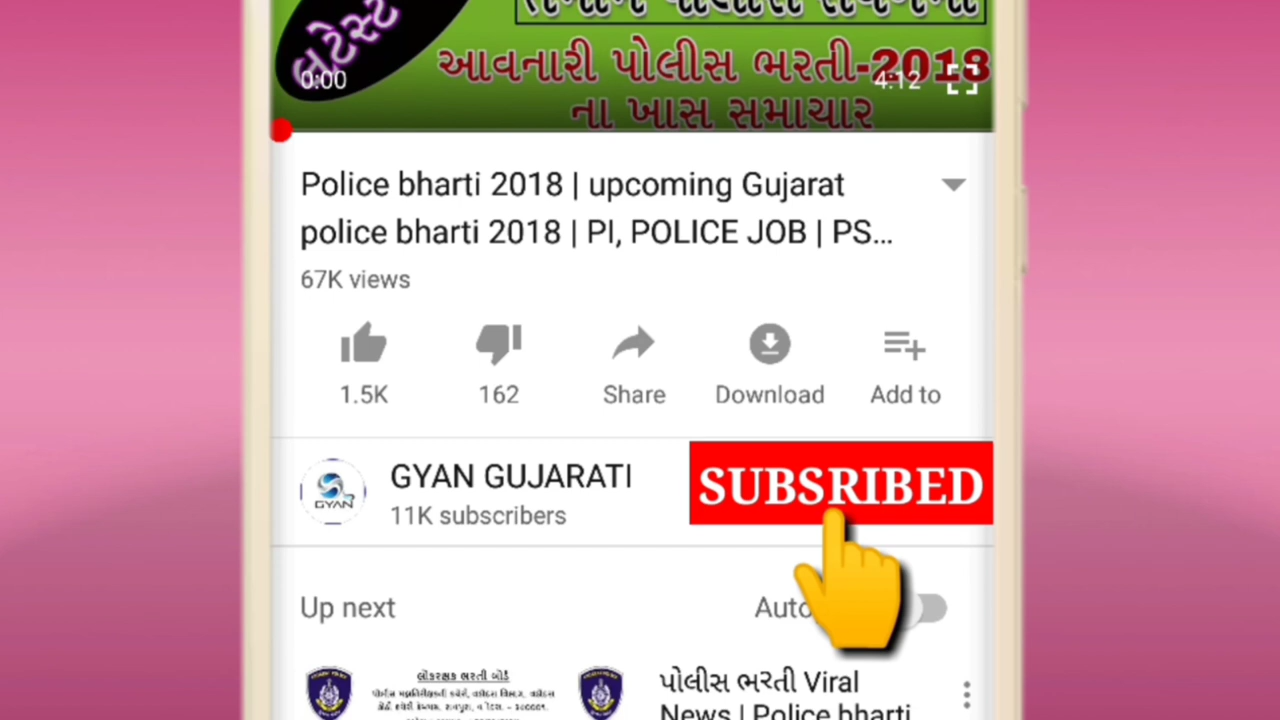 લેટેસ્ટ
આવનારી પોલીસ ભરતી-2018
0:00
4:12
ના ખાસ સમાચાર
Police bharti 2018 | upcoming Gujarat
police bharti 2018 | PI, POLICE JOB | PS...
67K views
1.5K
162
Share
Download
Add to
GYAN GUJARATI
SUBSRIBED
GYAN
11K subscribers
Up next
લોકરક્ષક ભરતી બોર્ડ
પોલીસ ભરતી Viral
News | Police bharti